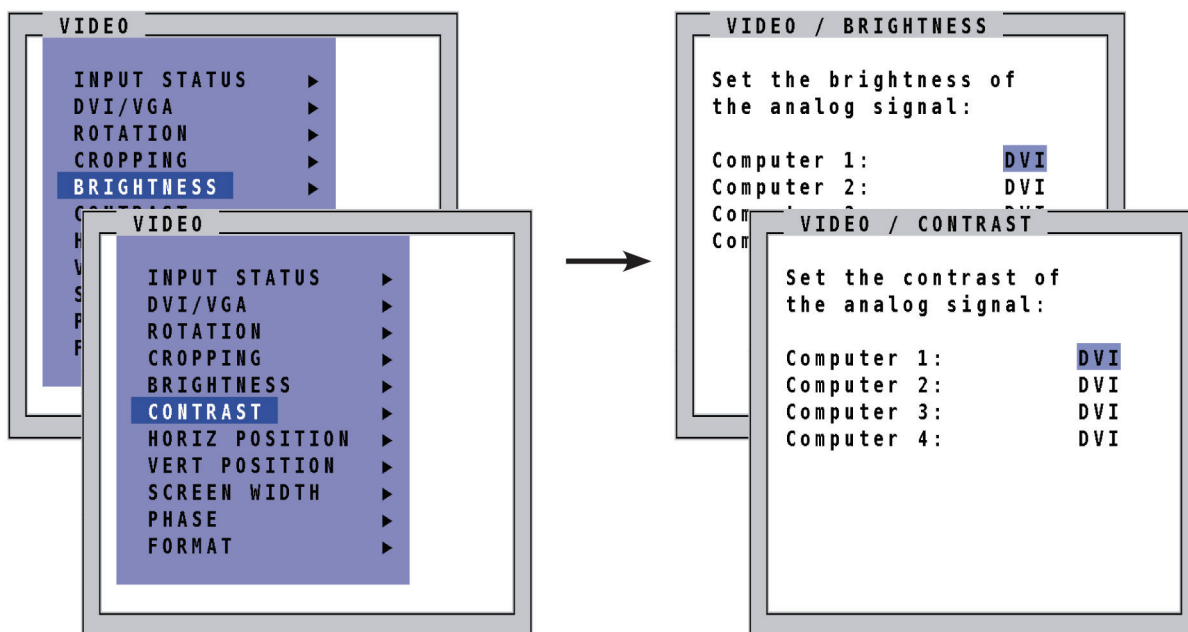 VIDEO
INPUT STATUS
DVI/VGA
ROTATION
CROPPING
BRIGHTNESS
VIDEO
INPUT STATUS
DVI/VGA
ROTATION
CROPPING
BRIGHTNESS
CONTRAST
HORIZ POSITION
VERT POSITION
SCREEN WIDTH
PHASE
FORMAT
VIDEO / BRIGHTNESS
Set the brightness of
the analog signal:
Computer 1: DVI
Computer 2: DVI
VIDEO / CONTRAST
Set the contrast of
the analog signal:
Computer 1: DVI
Computer 2: DVI
Computer 3: DVI
Computer 4: DVI